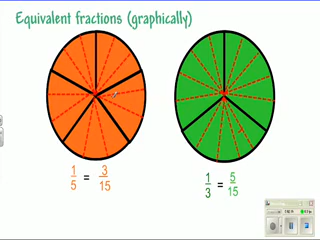 Equivalent fractions (graphically)
1/5 = 3/15
1/3 = 5/15